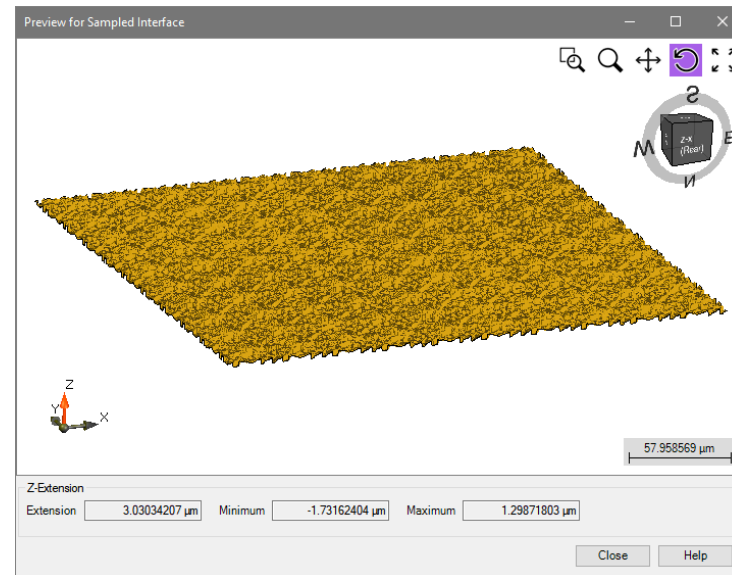 Preview for Sampled Interface
S
W
E
z-x
(Rear)
N
Z
Y
X
57.958569 µm
Z-Extension
Extension 3.03034207 µm Minimum -1.73162404 µm Maximum 1.29871803 µm
Close Help